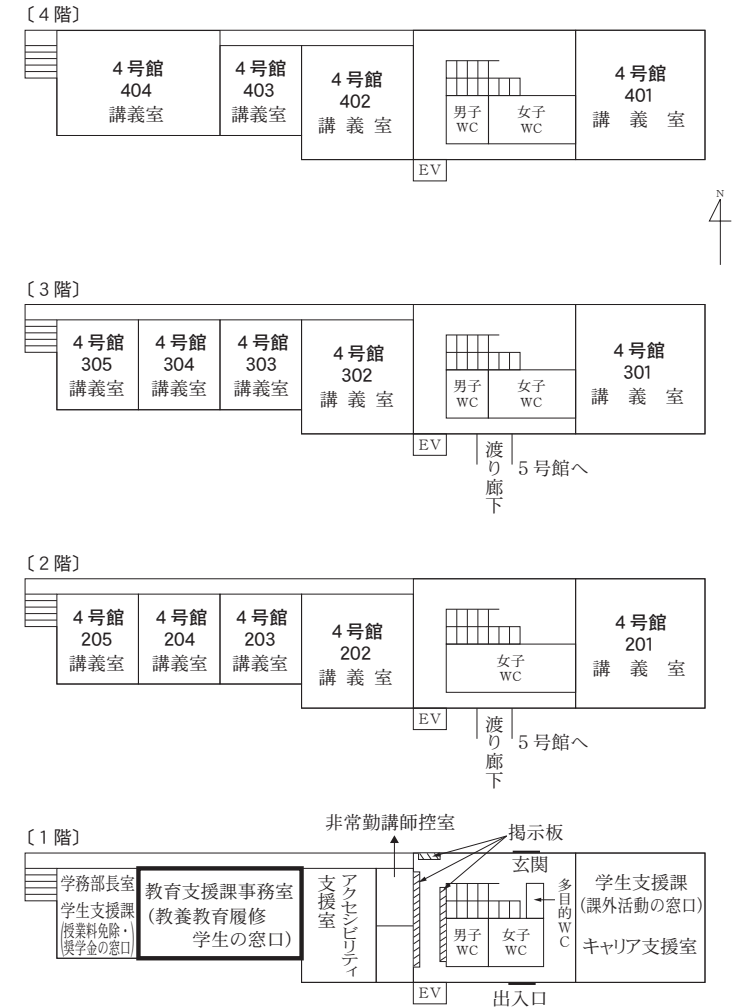 〔4階〕
4号館
404
講義室
4号館
403
講義室
4号館
402
講義室
男子
WC
女子
WC
4号館
401
講義室
EV
N
〔3階〕
4号館
305
講義室
4号館
304
講義室
4号館
303
講義室
4号館
302
講義室
男子
WC
女子
WC
4号館
301
講義室
EV
渡り廊下
5号館へ
〔2階〕
4号館
205
講義室
4号館
204
講義室
4号館
203
講義室
4号館
202
講義室
女子
WC
4号館
201
講義室
EV
渡り廊下
5号館へ
〔1階〕
非常勤講師控室
掲示板
玄関
学務部長室
学生支援課
(授業料免除・
奨学金の窓口)
教育支援課事務室
(教養教育履修
学生の窓口)
アクセシビリティ
支援室
男子
WC
女子
WC
多目的WC
学生支援課
(課外活動の窓口)
キャリア支援室
EV
出入口